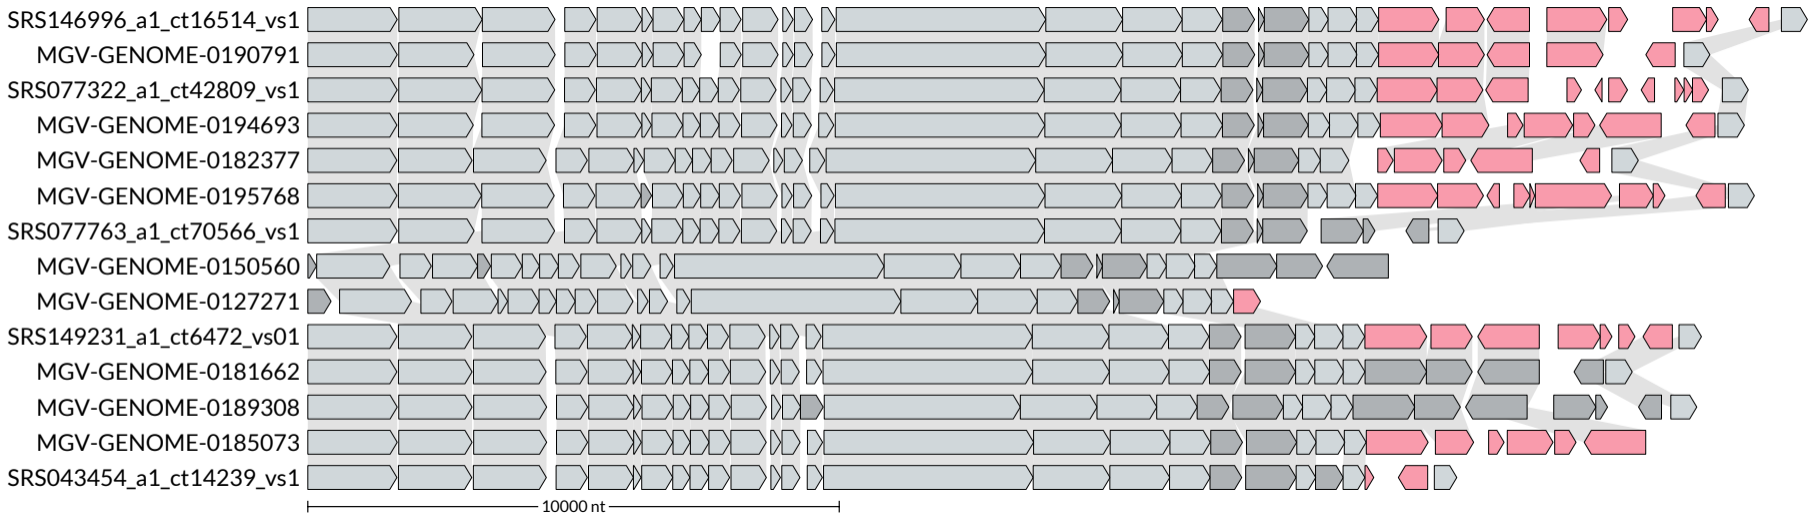 SRS146996_a1_ct16514_vs1
MGV-GENOME-0190791
SRS077322_a1_ct42809_vs1
MGV-GENOME-0194693
MGV-GENOME-0182377
MGV-GENOME-0195768
SRS077763_a1_ct70566_vs1
MGV-GENOME-0150560
MGV-GENOME-0127271
SRS149231_a1_ct6472_vs01
MGV-GENOME-0181662
MGV-GENOME-0189308
MGV-GENOME-0185073
SRS043454_a1_ct14239_vs1
10000 nt